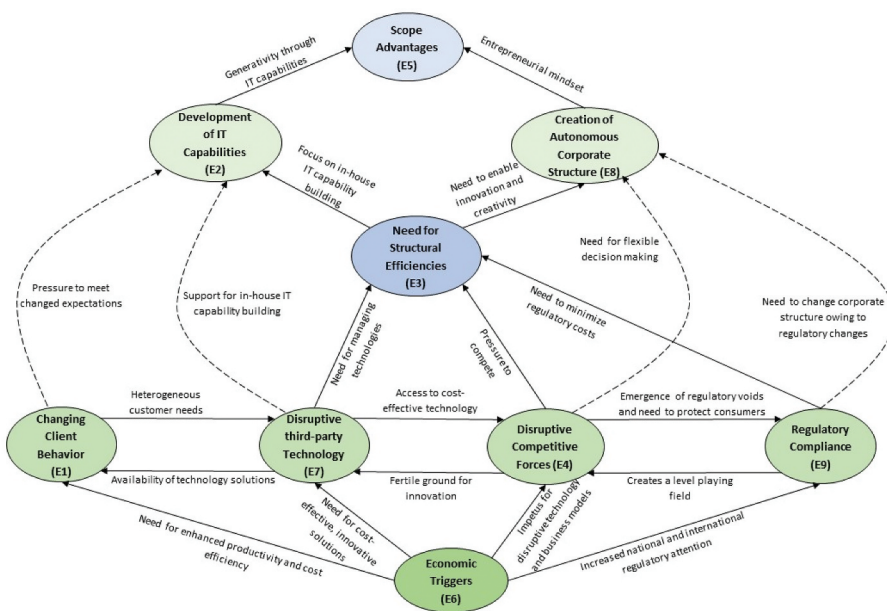 Scope
Advantages
(E5)
Generativity through
IT capabilities
Entrepreneurial mindset
Development
of IT
Capabilities
(E2)
Creation of
Autonomous
Corporate
Structure (E8)
Focus on in-house
IT capability
building
Need to enable
innovation and
creativity
Need for
Structural
Efficiencies
(E3)
Need for flexible
decision making
Pressure to meet
changed expectations
Support for in-house IT
capability building
Need to minimize
regulatory costs
Need to change corporate
structure owing to
regulatory changes
Need for managing
technologies
Pressure to
compete
Heterogeneous
customer needs
Access to cost-
effective technology
Emergence of regulatory voids
and need to protect consumers
Changing
Client
Behavior
(E1)
Disruptive
third-party
Technology
(E7)
Disruptive
Competitive
Forces (E4)
Regulatory
Compliance
(E9)
Availability of technology solutions
Fertile ground for
innovation
Creates a level playing
field
Need for enhanced productivity and cost
efficiency
Need for cost-
effective, innovative
solutions
Impetus for
disruptive technology
and business models
Increased national and international
regulatory attention
Economic
Triggers
(E6)